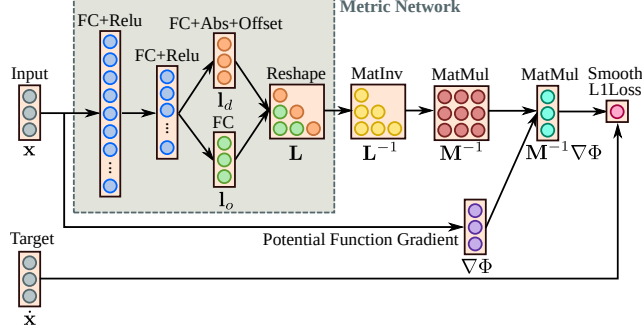 Metric Network
FC+Relu
FC+Abs+Offset
FC+Relu
Input
x
l_d
FC
l_o
Reshape
L
MatInv
L^{-1}
MatMul
M^{-1}
MatMul
M^{-1}∇Φ
Smooth
L1Loss
Potential Function Gradient
∇Φ
Target
ẋ